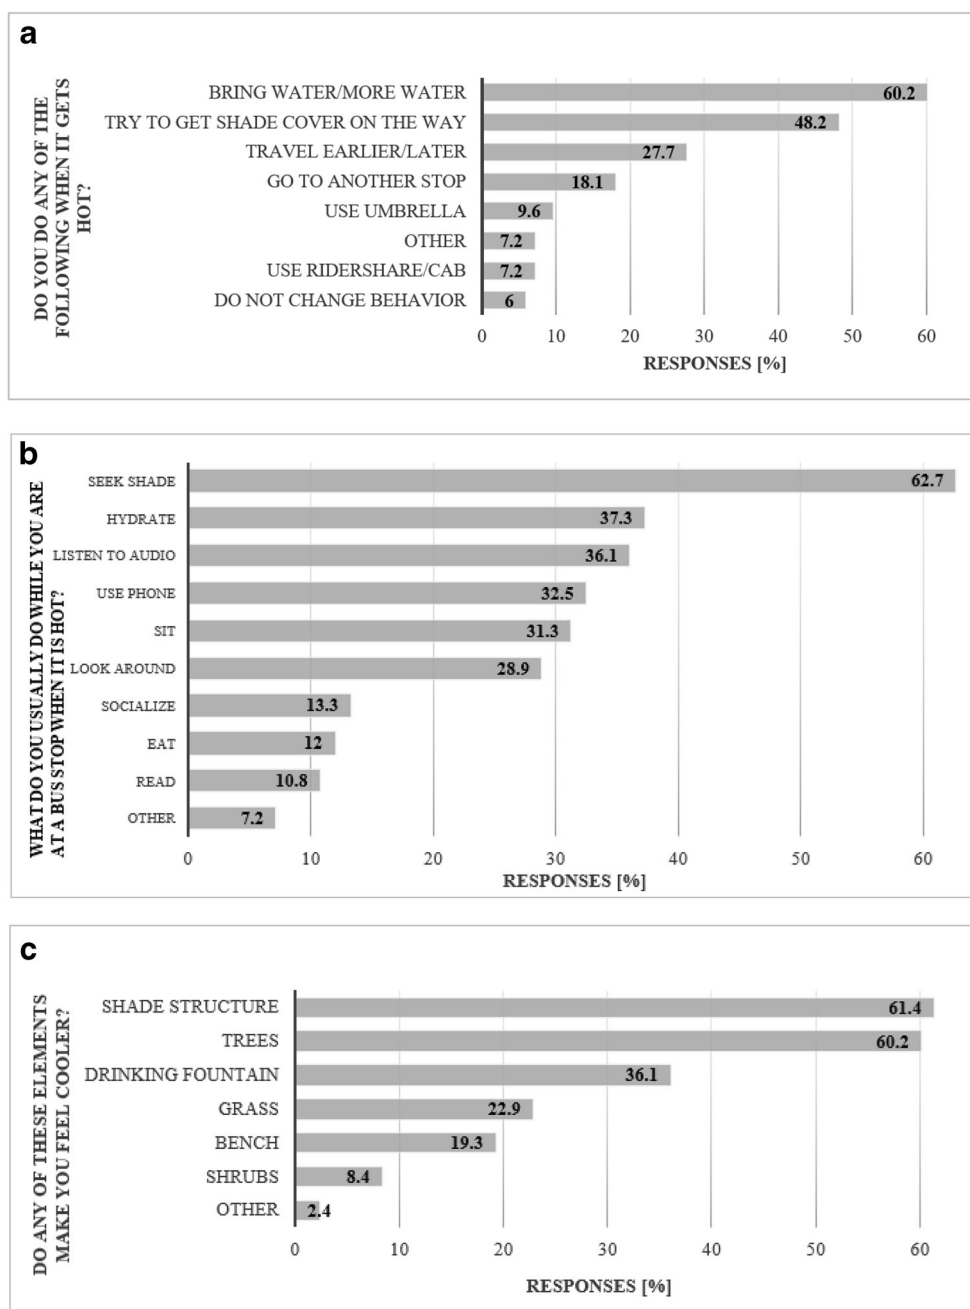 a
DO YOU DO ANY OF THE
FOLLOWING WHEN IT GETS
HOT?
BRING WATER/MORE WATER 60.2
TRY TO GET SHADE COVER ON THE WAY 48.2
TRAVEL EARLIER/LATER 27.7
GO TO ANOTHER STOP 18.1
USE UMBRELLA 9.6
OTHER 7.2
USE RIDERSHARE/CAB 7.2
DO NOT CHANGE BEHAVIOR 6
0 10 20 30 40 50 60
RESPONSES [%]
b
WHAT DO YOU USUALLY DO WHILE YOU ARE
AT A BUS STOP WHEN IT IS HOT?
SEEK SHADE 62.7
HYDRATE 37.3
LISTEN TO AUDIO 36.1
USE PHONE 32.5
SIT 31.3
LOOK AROUND 28.9
SOCIALIZE 13.3
EAT 12
READ 10.8
OTHER 7.2
0 10 20 30 40 50 60
RESPONSES [%]
c
DO ANY OF THESE ELEMENTS
MAKE YOU FEEL COOLER?
SHADE STRUCTURE 61.4
TREES 60.2
DRINKING FOUNTAIN 36.1
GRASS 22.9
BENCH 19.3
SHRUBS 8.4
OTHER 2.4
0 10 20 30 40 50 60
RESPONSES [%]